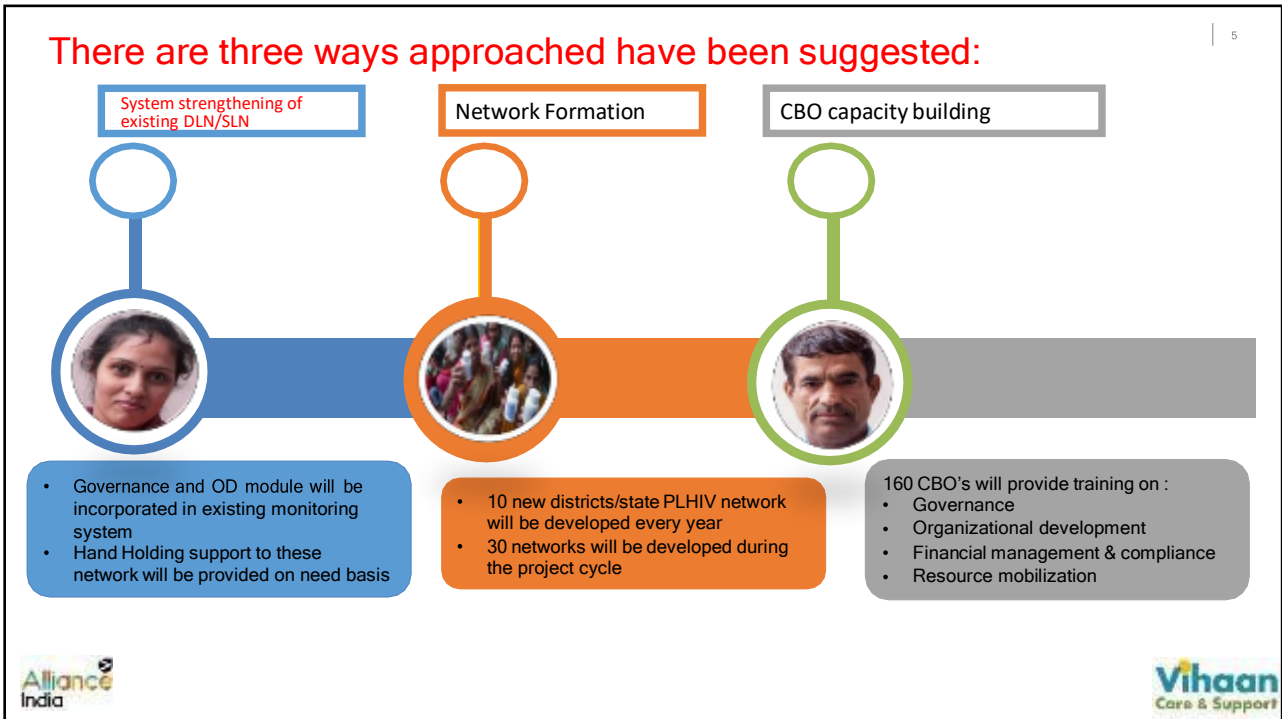 5
There are three ways approached have been suggested:
System strengthening of
existing DLN/SLN
Network Formation
CBO capacity building
• Governance and OD module will be
incorporated in existing monitoring
system
• Hand Holding support to these
network will be provided on need basis
• 10 new districts/state PLHIV network
will be developed every year
• 30 networks will be developed during
the project cycle
160 CBO's will provide training on :
• Governance
• Organizational development
• Financial management & compliance
• Resource mobilization
Alliance
India
Vihaan
Care & Support